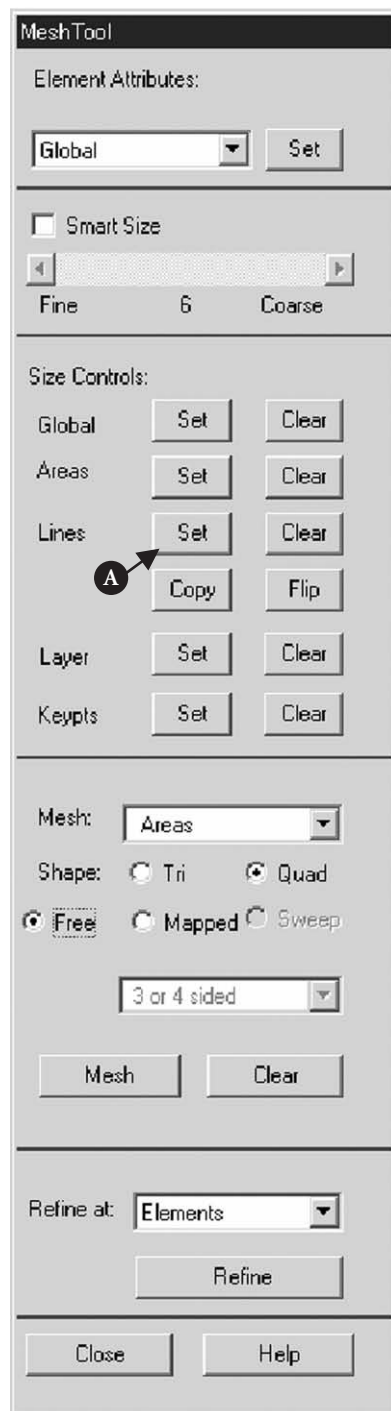 MeshTool
Element Attributes:
Global Set
Smart Size
Fine 6 Coarse
Size Controls:
Global Set Clear
Areas Set Clear
Lines Set Clear
A
Copy Flip
Layer Set Clear
Keypts Set Clear
Mesh: Areas
Shape: Tri Quad
Free Mapped Sweep
3 or 4 sided
Mesh Clear
Refine at: Elements
Refine
Close Help